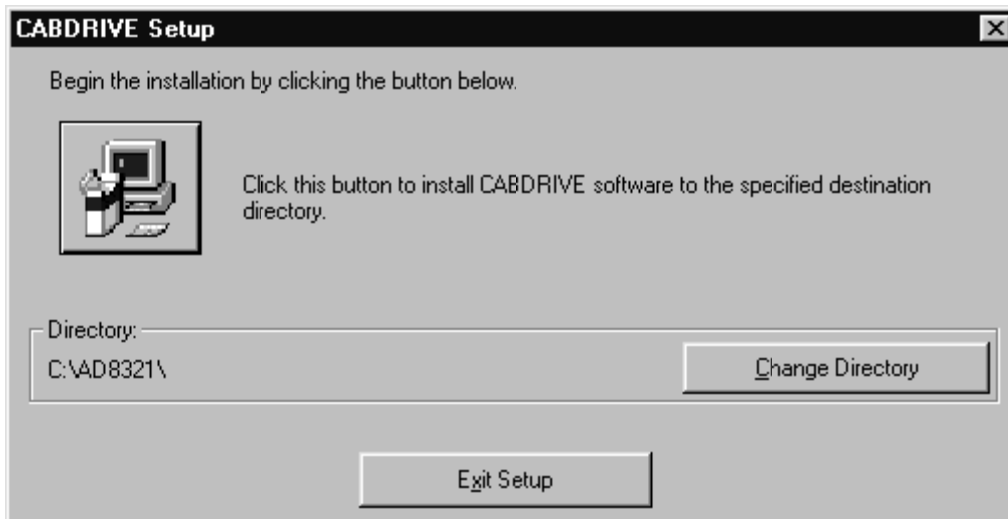 CABDRIVE Setup
Begin the installation by clicking the button below.
Click this button to install CABDRIVE software to the specified destination
directory.
Directory:
C:\AD8321\
Change Directory
Exit Setup